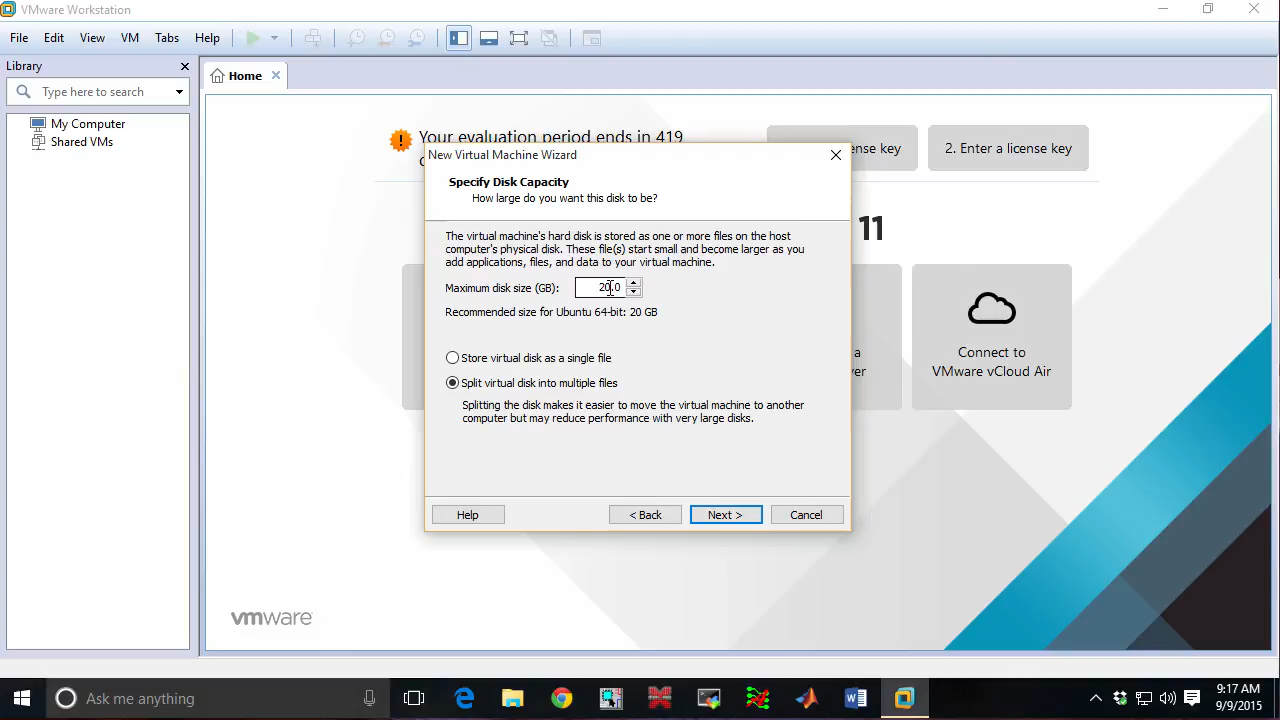 VMware Workstation
File Edit View VM Tabs Help
Library
Type here to search
My Computer
Shared VMs
Home
Your evaluation period ends in 419
ense key
2. Enter a license key
11
New Virtual Machine Wizard
Specify Disk Capacity
How large do you want this disk to be?
The virtual machine's hard disk is stored as one or more files on the host
computer's physical disk. These file(s) start small and become larger as you
add applications, files, and data to your virtual machine.
Maximum disk size (GB): 20.0
Recommended size for Ubuntu 64-bit: 20 GB
Store virtual disk as a single file
Split virtual disk into multiple files
Splitting the disk makes it easier to move the virtual machine to another
computer but may reduce performance with very large disks.
Help < Back Next > Cancel
a
ver
Connect to
VMware vCloud Air
vmware
Ask me anything
9:17 AM
9/9/2015